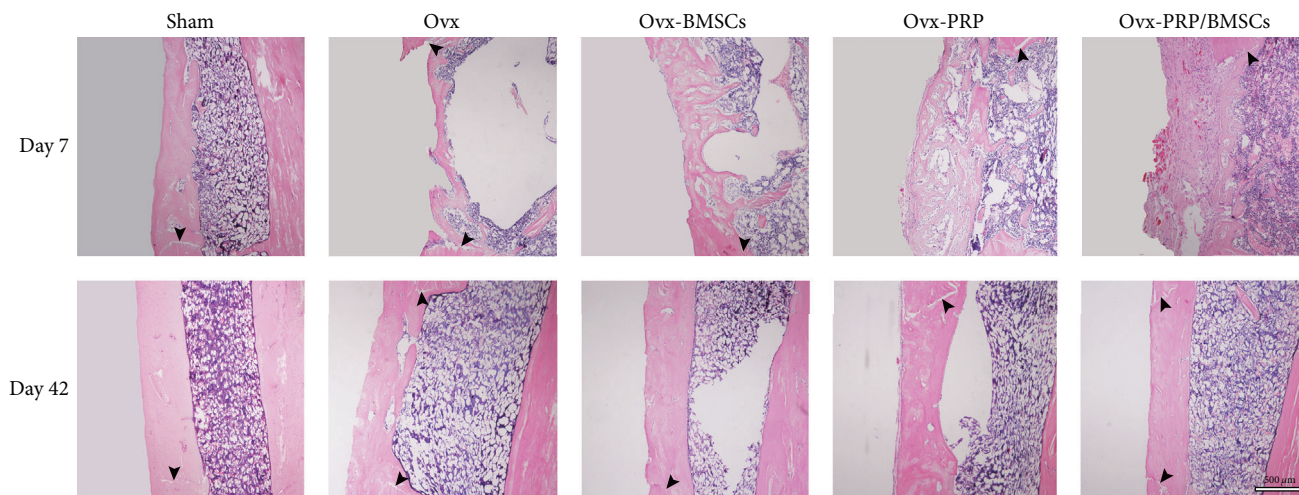 Sham
Ovx
Ovx-BMSCs
Ovx-PRP
Ovx-PRP/BMSCs
Day 7
Day 42
500 μm